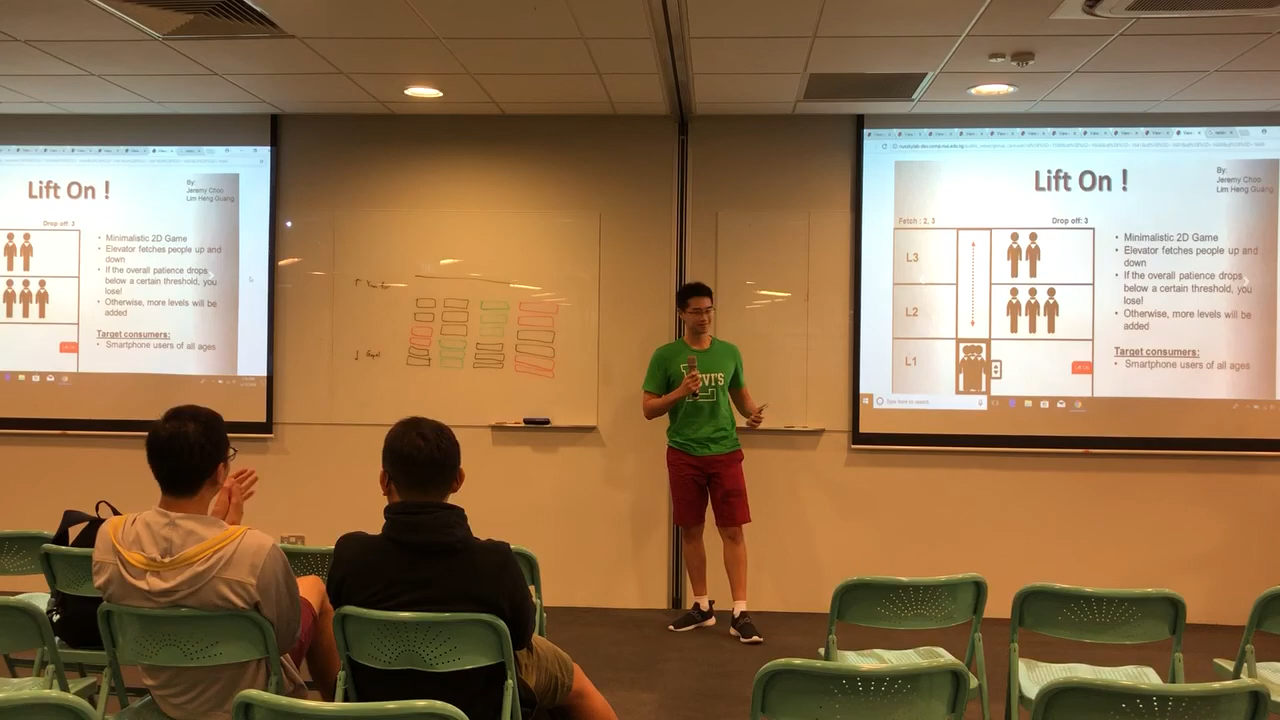 Lift On !
By:
Jeremy Choo
Lim Heng Guang
Drop off: 3
• Minimalistic 2D Game
• Elevator fetches people up and
down
• If the overall patience drops
below a certain threshold, you
lose!
• Otherwise, more levels will be
added
Target consumers:
• Smartphone users of all ages
LEVI'S
Lift On !
By:
Jeremy Choo
Lim Heng Guang
Fetch : 2, 3
Drop off: 3
L3
L2
L1
• Minimalistic 2D Game
• Elevator fetches people up and
down
• If the overall patience drops
below a certain threshold, you
lose!
• Otherwise, more levels will be
added
Target consumers:
• Smartphone users of all ages
Type here to search